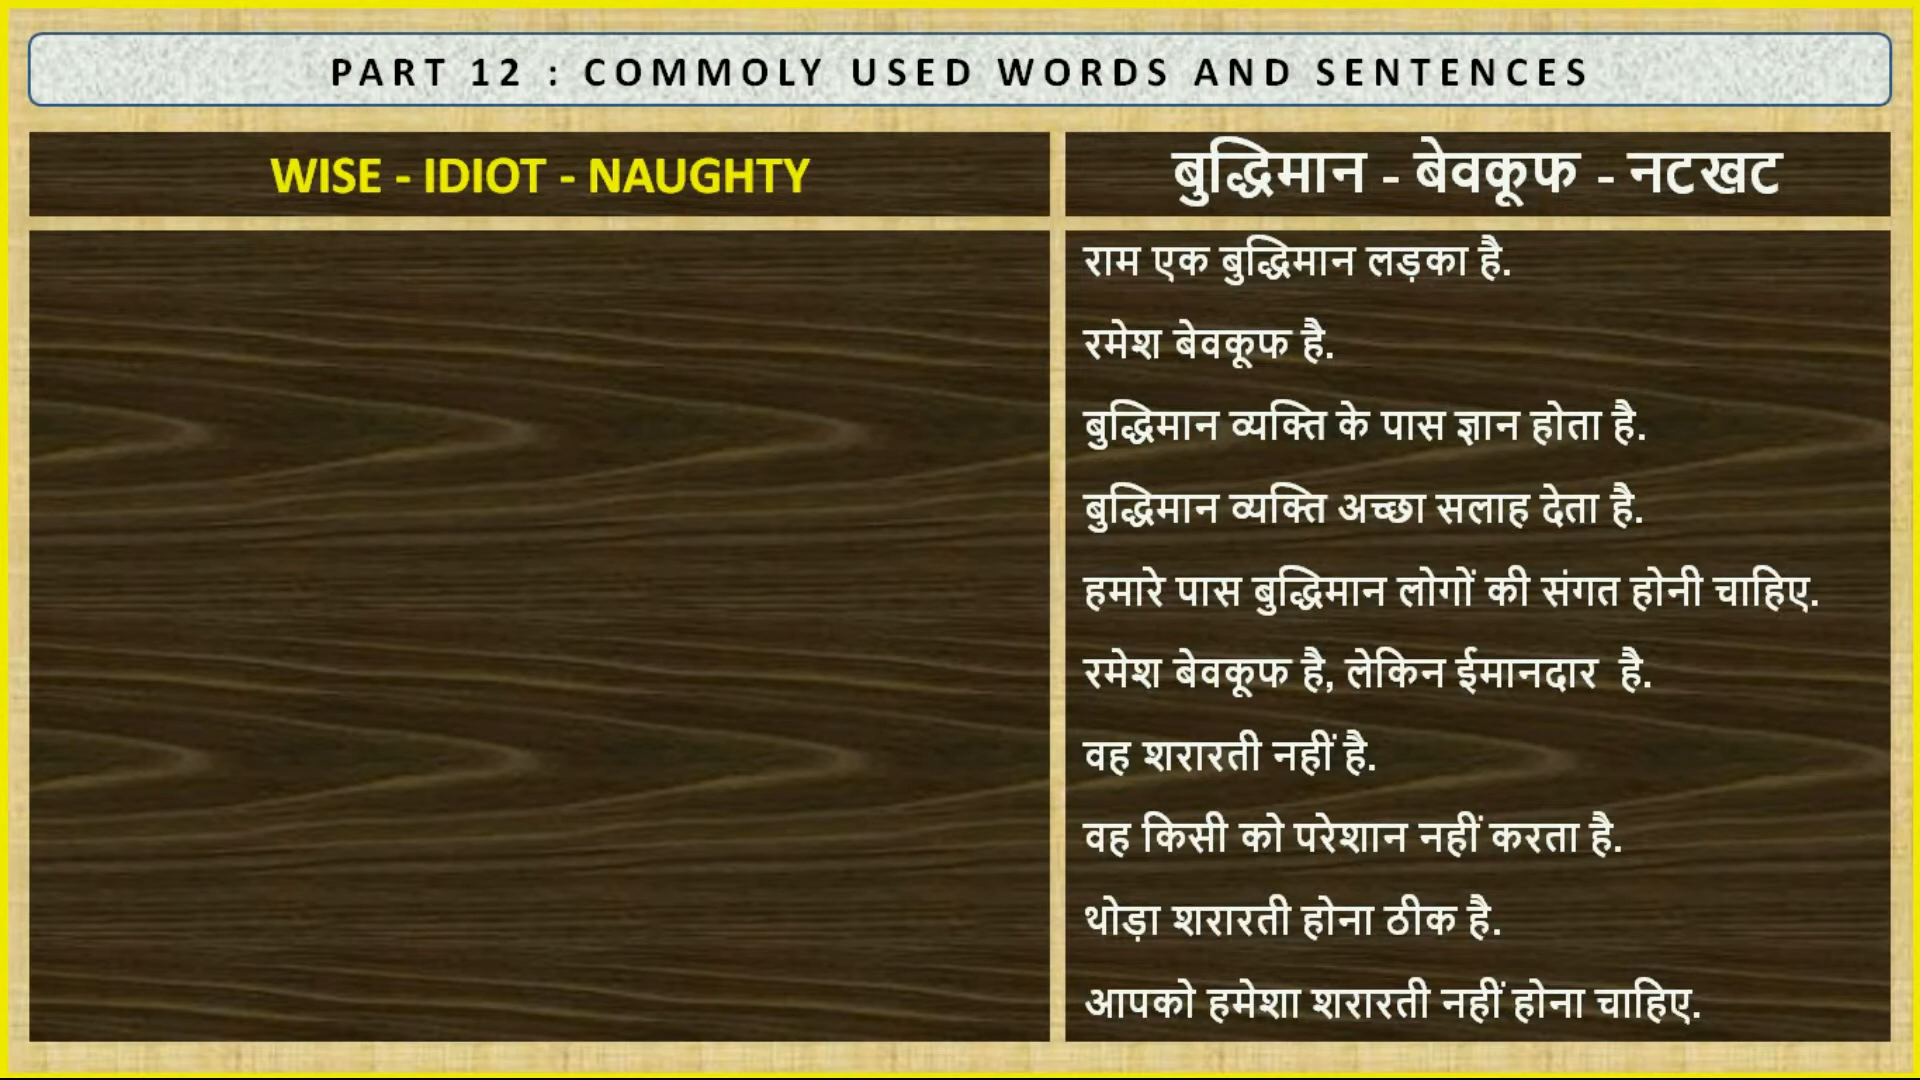 PART 12 : COMMOLY USED WORDS AND SENTENCES
WISE - IDIOT - NAUGHTY
बुद्धिमान - बेवकूफ - नटखट
राम एक बुद्धिमान लड़का है.
रमेश बेवकूफ है.
बुद्धिमान व्यक्ति के पास ज्ञान होता है.
बुद्धिमान व्यक्ति अच्छा सलाह देता है.
हमारे पास बुद्धिमान लोगों की संगत होनी चाहिए.
रमेश बेवकूफ है, लेकिन ईमानदार  है.
वह शरारती नहीं है.
वह किसी को परेशान नहीं करता है.
थोड़ा शरारती होना ठीक है.
आपको हमेशा शरारती नहीं होना चाहिए.